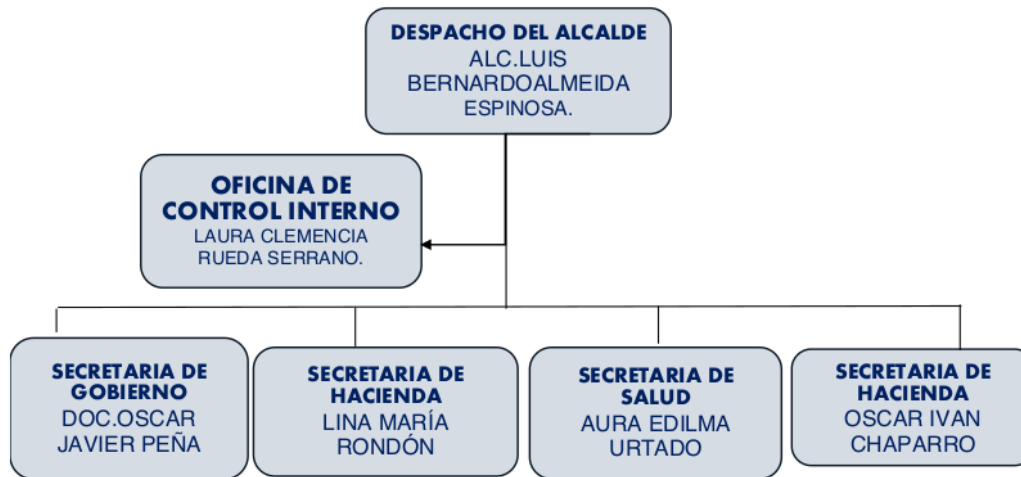 DESPACHO DEL ALCALDE
ALC.LUIS
BERNARDOALMEIDA
ESPINOSA.
OFICINA DE
CONTROL INTERNO
LAURA CLEMENCIA
RUEDA SERRANO.
SECRETARIA DE
GOBIERNO
DOC.OSCAR
JAVIER PEÑA
SECRETARIA DE
HACIENDA
LINA MARÍA
RONDÓN
SECRETARIA DE
SALUD
AURA EDILMA
URTADO
SECRETARIA DE
HACIENDA
OSCAR IVAN
CHAPARRO